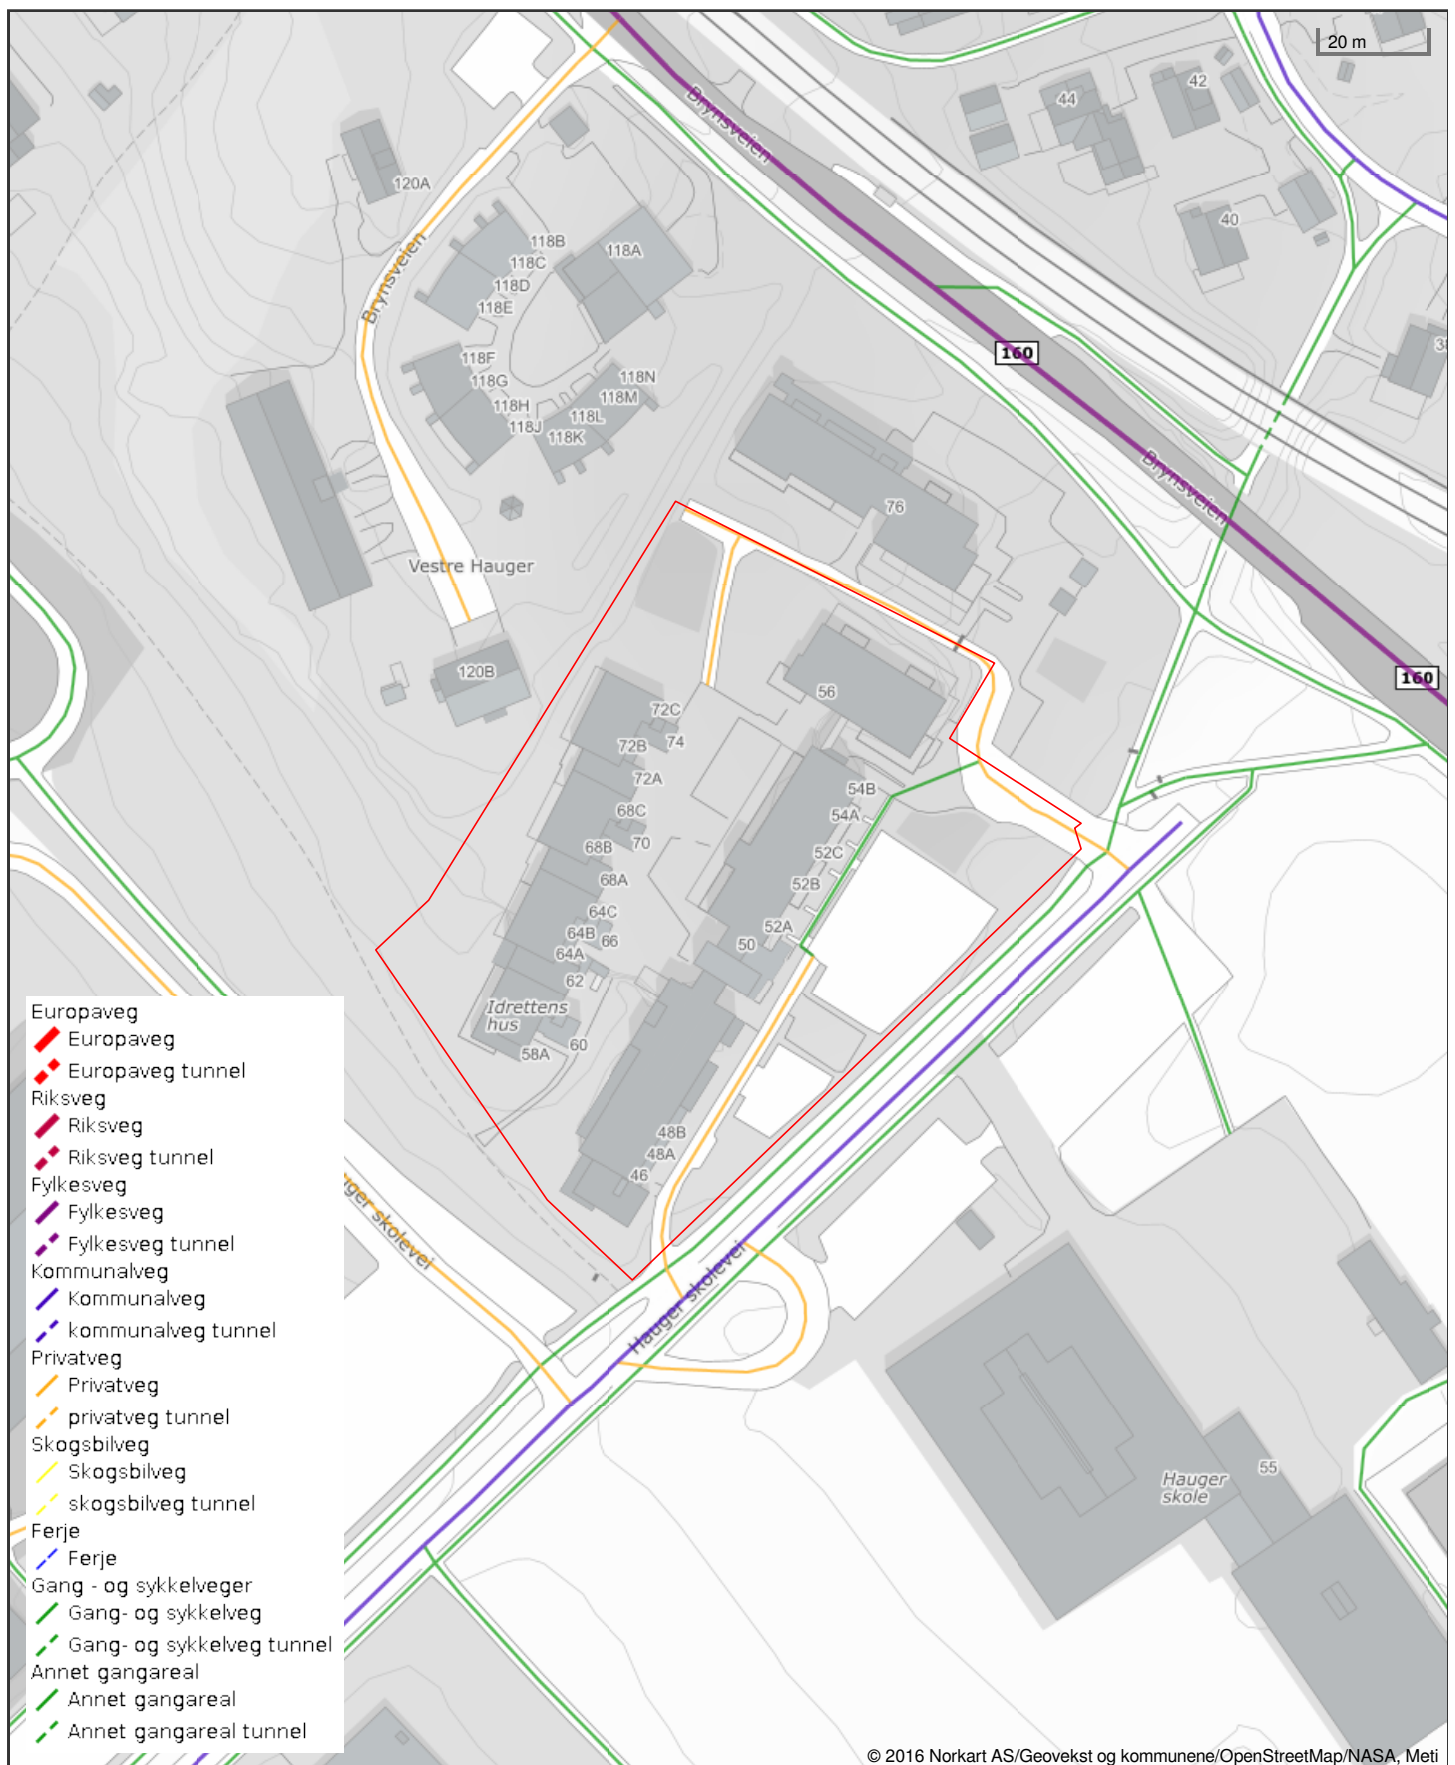 20 m
Brynsveien
44
42
120A
40
118B
118A
118C
118D
118E
Brynsveien
160
118F
118G
118H
118J
118N
118M
118L
118K
76
Brynsveien
Vestre Hauger
120B
56
160
72C
74
72B
72A
68C
70
68B
68A
64C
64B
66
64A
62
54B
54A
52C
52B
52A
50
Idrettens
hus
58A
60
48B
48A
46
Hauger skolevei
Hauger
skole
55
Europaveg
Europaveg
Europaveg tunnel
Riksveg
Riksveg
Riksveg tunnel
Fylkesveg
Fylkesveg
Fylkesveg tunnel
Kommunalveg
Kommunalveg
kommunalveg tunnel
Privatveg
Privatveg
privatveg tunnel
Skogsbilveg
Skogsbilveg
skogsbilveg tunnel
Ferje
Ferje
Gang - og sykkelveger
Gang- og sykkelveg
Gang- og sykkelveg tunnel
Annet gangareal
Annet gangareal
Annet gangareal tunnel
skolevei
© 2016 Norkart AS/Geovekst og kommunene/OpenStreetMap/NASA, Meti